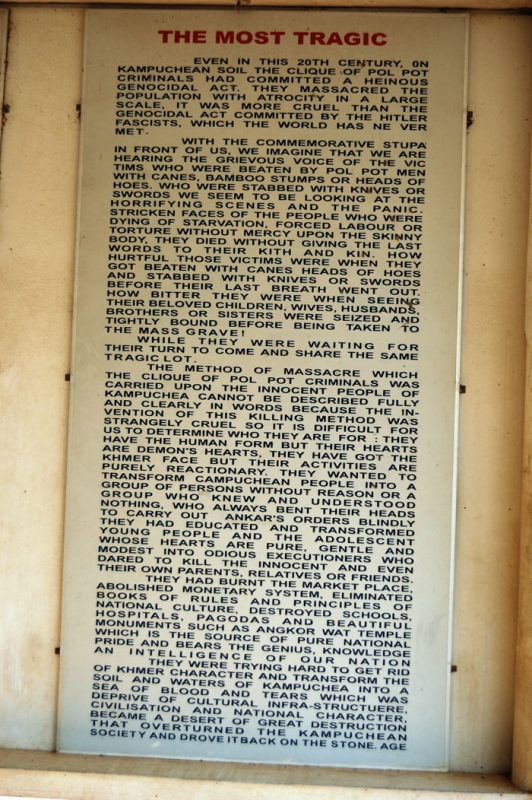 THE MOST TRAGIC
EVEN IN THIS 20TH CENTURY, 0N
KAMPUCHEAN SOIL THE CLIQUE OF POL POT
CRIMINALS HAD COMMITTED A HEINOUS
GENOCIDAL ACT. THEY MASSACRED THE
POPULATION WITH ATROCITY IN A LARGE
SCALE, IT WAS MORE CRUEL THAN THE
GENOCIDAL ACT COMMITTED BY THE HITLER
FASCISTS, WHICH THE WORLD HAS NE VER
MET.
WITH THE COMMEMORATIVE STUPA
IN FRONT OF US, WE IMAGINE THAT WE ARE
HEARING THE GRIEVOUS VOICE OF THE VIC
TIMS WHO WERE BEATEN BY POL POT MEN
WITH CANES, BAMBOO STUMPS OR HEADS OF
HOES. WHO WERE STABBED WITH KNIVES OR
SWORDS WE SEEM TO BE LOOKING AT THE
HORRIFYING SCENES AND THE PANIC.
STRICKEN FACES OF THE PEOPLE WHO WERE
DYING OF STARVATION, FORCED LABOUR OR
TORTURE WITHOUT MERCY UPON THE SKINNY
BODY, THEY DIED WITHOUT GIVING THE LAST
WORDS TO THEIR KITH AND KIN. HOW
HURTFUL THOSE VICTIMS WERE WHEN THEY
GOT BEATEN WITH CANES HEADS OF HOES
AND STABBED WITH KNIVES OR SWORDS
BEFORE THEIR LAST BREATH WENT OUT.
HOW BITTER THEY WERE WHEN SEEING
THEIR BELOVED CHILDREN, WIVES, HUSBANDS,
BROTHERS OR SISTERS WERE SEIZED AND
TIGHTLY BOUND BEFORE BEING TAKEN TO
THE MASS GRAVE!
WHILE THEY WERE WAITING FOR
THEIR TURN TO COME AND SHARE THE SAME
TRAGIC LOT.
THE METHOD OF MASSACRE WHICH
THE CLIQUE OF POL POT CRIMINALS WAS
CARRIED UPON THE INNOCENT PEOPLE OF
KAMPUCHEA CANNOT BE DESCRIBED FULLY
AND CLEARLY IN WORDS BECAUSE THE IN-
VENTION OF THIS KILLING METHOD WAS
STRANGELY CRUEL SO IT IS DIFFICULT FOR
US TO DETERMINE WHO THEY ARE FOR : THEY
HAVE THE HUMAN FORM BUT THEIR HEARTS
ARE DEMON'S HEARTS, THEY HAVE GOT THE
KHMER FACE BUT THEIR ACTIVITIES ARE
PURELY REACTIONARY. THEY WANTED TO
TRANSFORM CAMPUCHEAN PEOPLE INTO A
GROUP OF PERSONS WITHOUT REASON OR A
GROUP WHO KNEW AND UNDERSTOOD
NOTHING, WHO ALWAYS BENT THEIR HEADS
TO CARRY OUT ANKAR'S ORDERS BLINDLY
THEY HAD EDUCATED AND TRANSFORMED
YOUNG PEOPLE AND THE ADOLESCENT
WHOSE HEARTS ARE PURE, GENTLE AND
MODEST INTO ODIOUS EXECUTIONERS WHO
DARED TO KILL THE INNOCENT AND EVEN
THEIR OWN PARENTS, RELATIVES OR FRIENDS.
THEY HAD BURNT THE MARKET PLACE,
ABOLISHED MONETARY SYSTEM, ELIMINATED
BOOKS OF RULES AND PRINCIPLES OF
NATIONAL CULTURE, DESTROYED SCHOOLS,
HOSPITALS, PAGODAS AND BEAUTIFUL
MONUMENTS SUCH AS ANGKOR WAT TEMPLE
WHICH IS THE SOURCE OF PURE NATIONAL
PRIDE AND BEARS THE GENIUS, KNOWLEDGE
AN INTELLIGENCE OF OUR NATION
THEY WERE TRYING HARD TO GET RID
OF KHMER CHARACTER AND TRANSFORM THE
SOIL AND WATERS OF KAMPUCHEA INTO A
SEA OF BLOOD AND TEARS WHICH WAS
DEPRIVE OF CULTURAL INFRA-STRUCTUERE,
CIVILISATION AND NATIONAL CHARACTER,
BECAME A DESERT OF GREAT DESTRUCTION
THAT OVERTURNED THE KAMPUCHEAN
SOCIETY AND DROVE ITBACK ON THE STONE. AGE